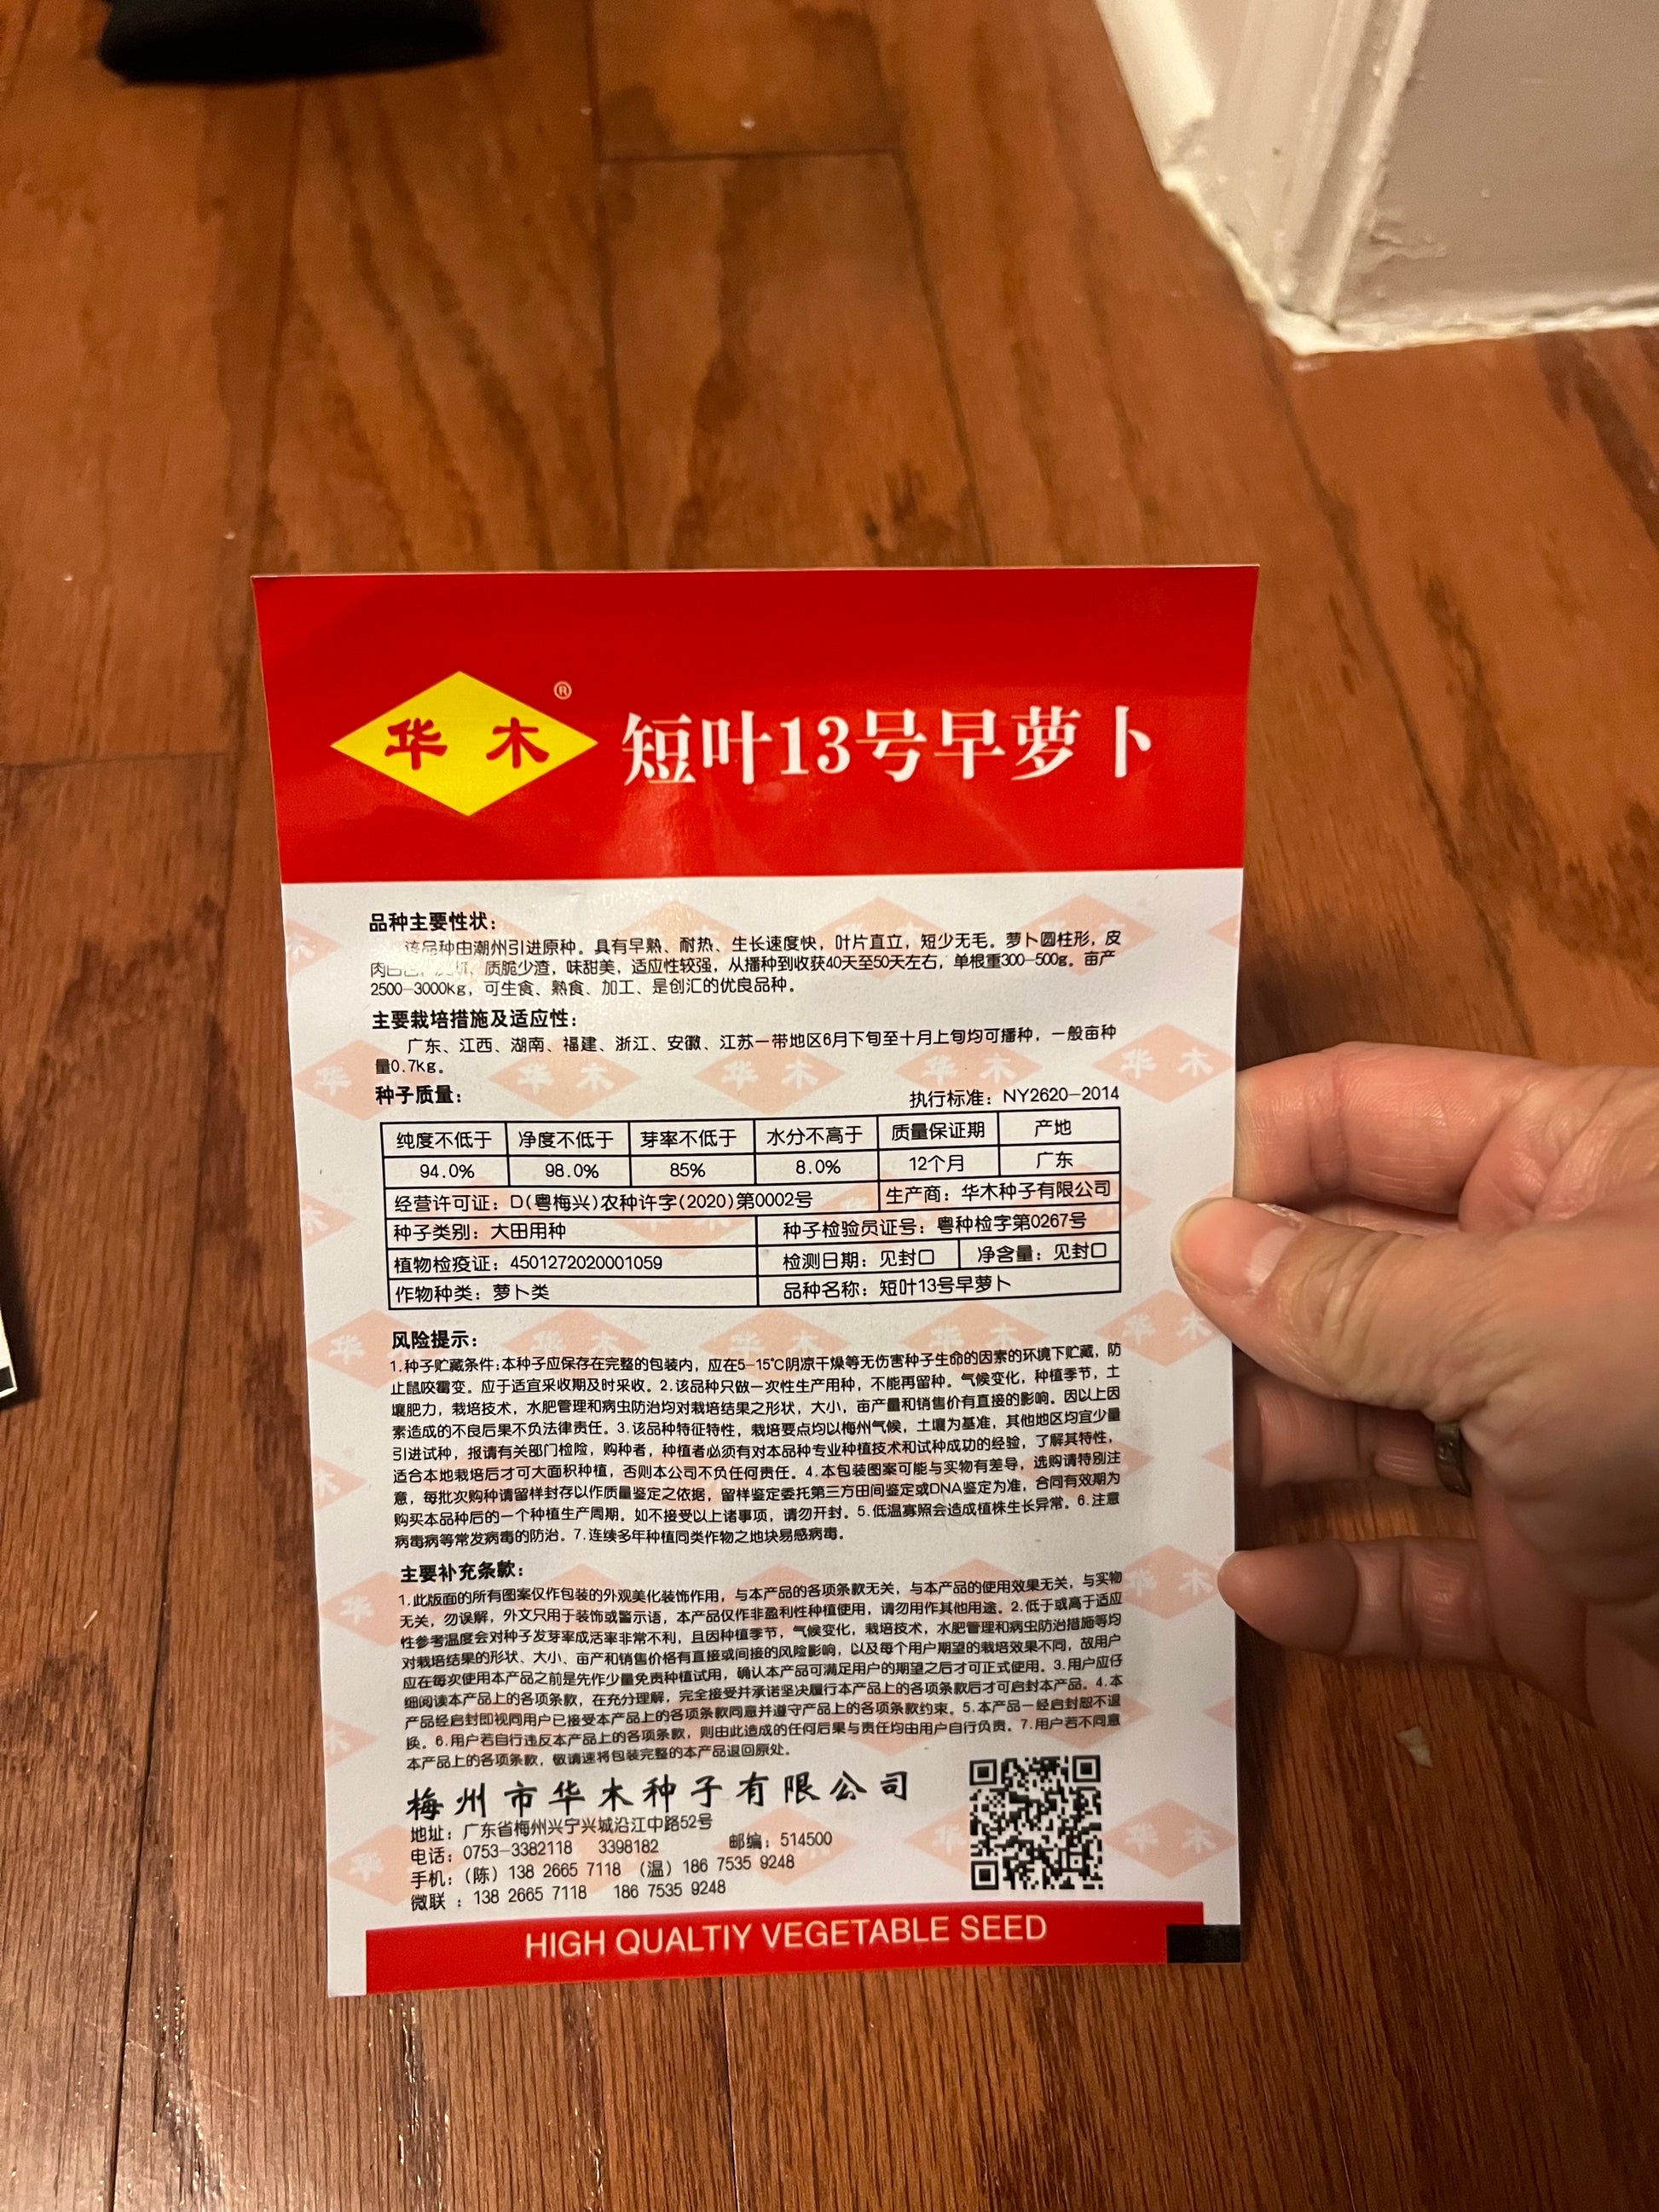 华木®
短叶13号早萝卜
品种主要性状：
该品种由潮州引进原种。具有早熟、耐热、生长速度快，叶片直立，短少无毛。萝卜圆柱形，皮
肉白色，质脆少渣，味甜美，适应性较强，从播种到收获40天至50天左右，单根重300-500g。亩产
2500-3000kg，可生食、熟食、加工、是创汇的优良品种。
主要栽培措施及适应性：
广东、江西、湖南、福建、浙江、安徽、江苏一带地区6月下旬至十月上旬均可播种，一般亩种
量0.7kg。
种子质量：
执行标准：NY2620-2014
纯度不低于 净度不低于 芽率不低于 水分不高于 质量保证期 产地
94.0% 98.0% 85% 8.0% 12个月 广东
经营许可证：D(粤梅兴)农种许字(2020)第0002号 生产商：华木种子有限公司
种子类别：大田用种 种子检验员证号：粤种检字第0267号
植物检疫证：4501272020001059 检测日期：见封口 净含量：见封口
作物种类：萝卜类 品种名称：短叶13号早萝卜
风险提示：
1.种子贮藏条件：本种子应保存在完整的包装内，应在5-15℃阴凉干燥等无伤害种子生命的因素的环境下贮藏，防
止鼠咬霉变。应于适宜采收期及时采收。2.该品种只做一次性生产用种，不能再留种。气候变化，种植季节，土
壤肥力，栽培技术，水肥管理和病虫防治均对栽培结果之形状，大小，亩产量和销售价有直接的影响。因以上因
素造成的不良后果不负法律责任。3.该品种特征特性，栽培要点均以梅州气候，土壤为基准，其他地区均宜少量
引进试种，报请有关部门检险，购种者，种植者必须有对本品种专业种植技术和试种成功的经验，了解其特性，
适合本地栽培后才可大面积种植，否则本公司不负任何责任。4.本包装图案可能与实物有差导，选购请特别注
意，每批次购种请留样封存以作质量鉴定之依据，留样鉴定委托第三方田间鉴定或DNA鉴定为准，合同有效期为
购买本品种后的一个种植生产周期。如不接受以上诸事项，请勿开封。5.低温寡照会造成植株生长异常。6.注意
病毒病等常发病毒的防治。7.连续多年种植同类作物之地块易感病毒。
主要补充条款：
1.此版面的所有图案仅作包装的外观美化装饰作用，与本产品的各项条款无关，与本产品的使用效果无关，与实物
无关，勿误解，外文只用于装饰或警示语，本产品仅作非盈利性种植使用，请勿用作其他用途。2.低于或高于适应
性参考温度会对种子发芽率成活率非常不利，且因种植季节，气候变化，栽培技术，水肥管理和病虫防治措施等均
对栽培结果的形状、大小、亩产和销售价格有直接或间接的风险影响，以及每个用户期望的栽培效果不同，故用户
应在每次使用本产品之前是先作少量免责种植试用，确认本产品可满足用户的期望之后才可正式使用。3.用户应仔
细阅读本产品上的各项条款，在充分理解，完全接受并承诺坚决履行本产品上的各项条款后才可启封本产品。4.本
产品经启封即视同用户已接受本产品上的各项条款同意并遵守产品上的各项条款约束。5.本产品一经启封恕不退
换。6.用户若自行违反本产品上的各项条款，则由此造成的任何后果与责任均由用户自行负责。7.用户若不同意
本产品上的各项条款，敬请速将包装完整的本产品退回原处。
梅州市华木种子有限公司
地址：广东省梅州兴宁兴城沿江中路52号
电话：0753-3382118 3398182 邮编：514500
手机：（陈）138 2665 7118 （温）186 7535 9248
微联：138 2665 7118 186 7535 9248
HIGH QUALTIY VEGETABLE SEED